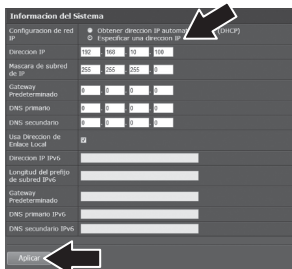 Informacion del Sistema
Configuracion de red IP
Obtener direccion IP automa (DHCP)
Especificar una direccion IP
Direccion IP 192 . 168 . 10 . 100
Mascara de subred de IP 255 . 255 . 255 . 0
Gateway Predeterminado 0 . 0 . 0 . 0
DNS primario 0 . 0 . 0 . 0
DNS secundario 0 . 0 . 0 . 0
Usa Direccion de Enlace Local
Direccion IP IPv6
Longitud del prefijo de subred IPv6
Gateway Predeterminado
DNS primario IPv6
DNS secundario IPv6
Aplicar